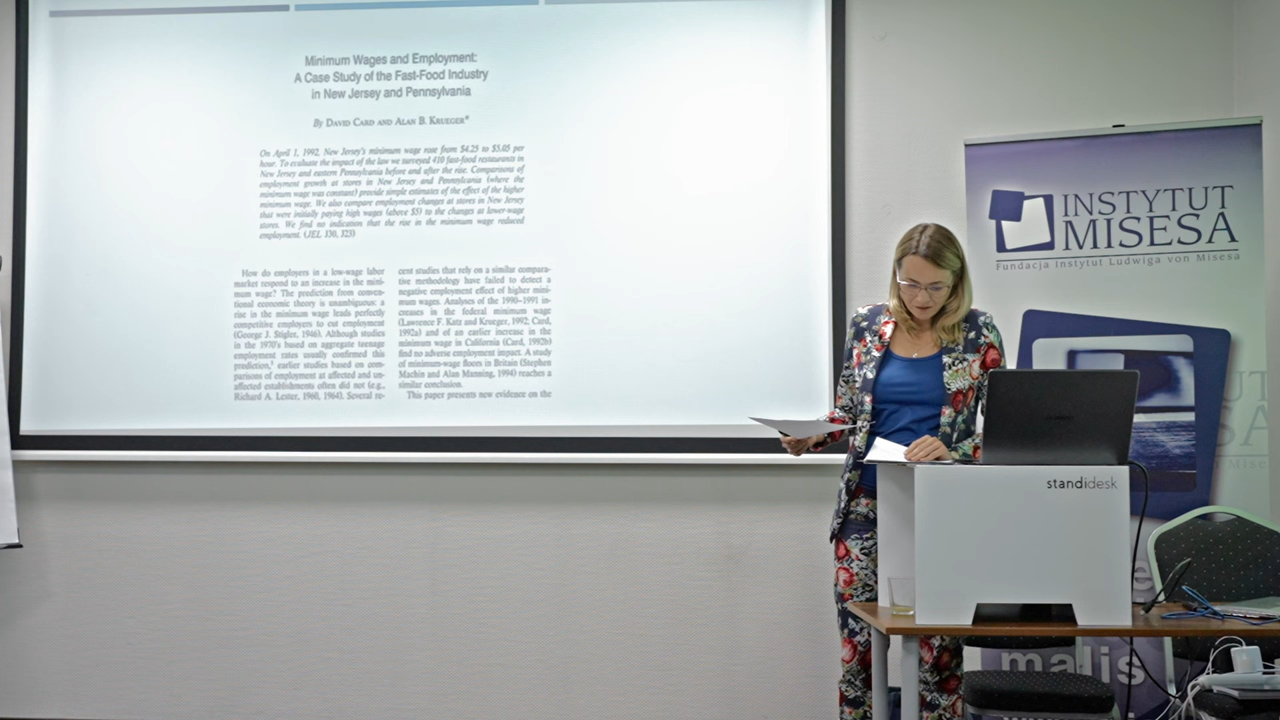 Minimum Wages and Employment:
A Case Study of the Fast-Food Industry
in New Jersey and Pennsylvania
By DAVID CARD AND ALAN B. KRUEGER*
On April 1, 1992, New Jersey's minimum wage rose from $4.25 to $5.05 per
hour. To evaluate the impact of the law we surveyed 410 fast-food restaurants in
New Jersey and eastern Pennsylvania before and after the rise. Comparisons of
employment growth at stores in New Jersey and Pennsylvania (where the
minimum wage was constant) provide simple estimates of the effect of the higher
minimum wage. We also compare employment changes at stores in New Jersey
that were initially paying high wages (above $5) to the changes at lower-wage
stores. We find no indication that the rise in the minimum wage reduced
employment. (JEL J30, J23)
How do employers in a low-wage labor
market respond to an increase in the mini-
mum wage? The prediction from conven-
tional economic theory is unambiguous: a
rise in the minimum wage leads perfectly
competitive employers to cut employment
(George J. Stigler, 1946). Although studies
in the 1970's based on aggregate teenage
employment rates usually confirmed this
prediction,¹ earlier studies based on com-
parisons of employment at affected and un-
affected establishments often did not (e.g.,
Richard A. Lester, 1960, 1964). Several re-
cent studies that rely on a similar compara-
tive methodology have failed to detect a
negative employment effect of higher mini-
mum wages. Analyses of the 1990-1991 in-
creases in the federal minimum wage
(Lawrence F. Katz and Krueger, 1992; Card,
1992a) and of an earlier increase in the
minimum wage in California (Card, 1992b)
find no adverse employment impact. A study
of minimum-wage floors in Britain (Stephen
Machin and Alan Manning, 1994) reaches a
similar conclusion.
This paper presents new evidence on the
INSTYTUT
MISESA
Fundacja Instytut Ludwiga von Misesa
standidesk
malis